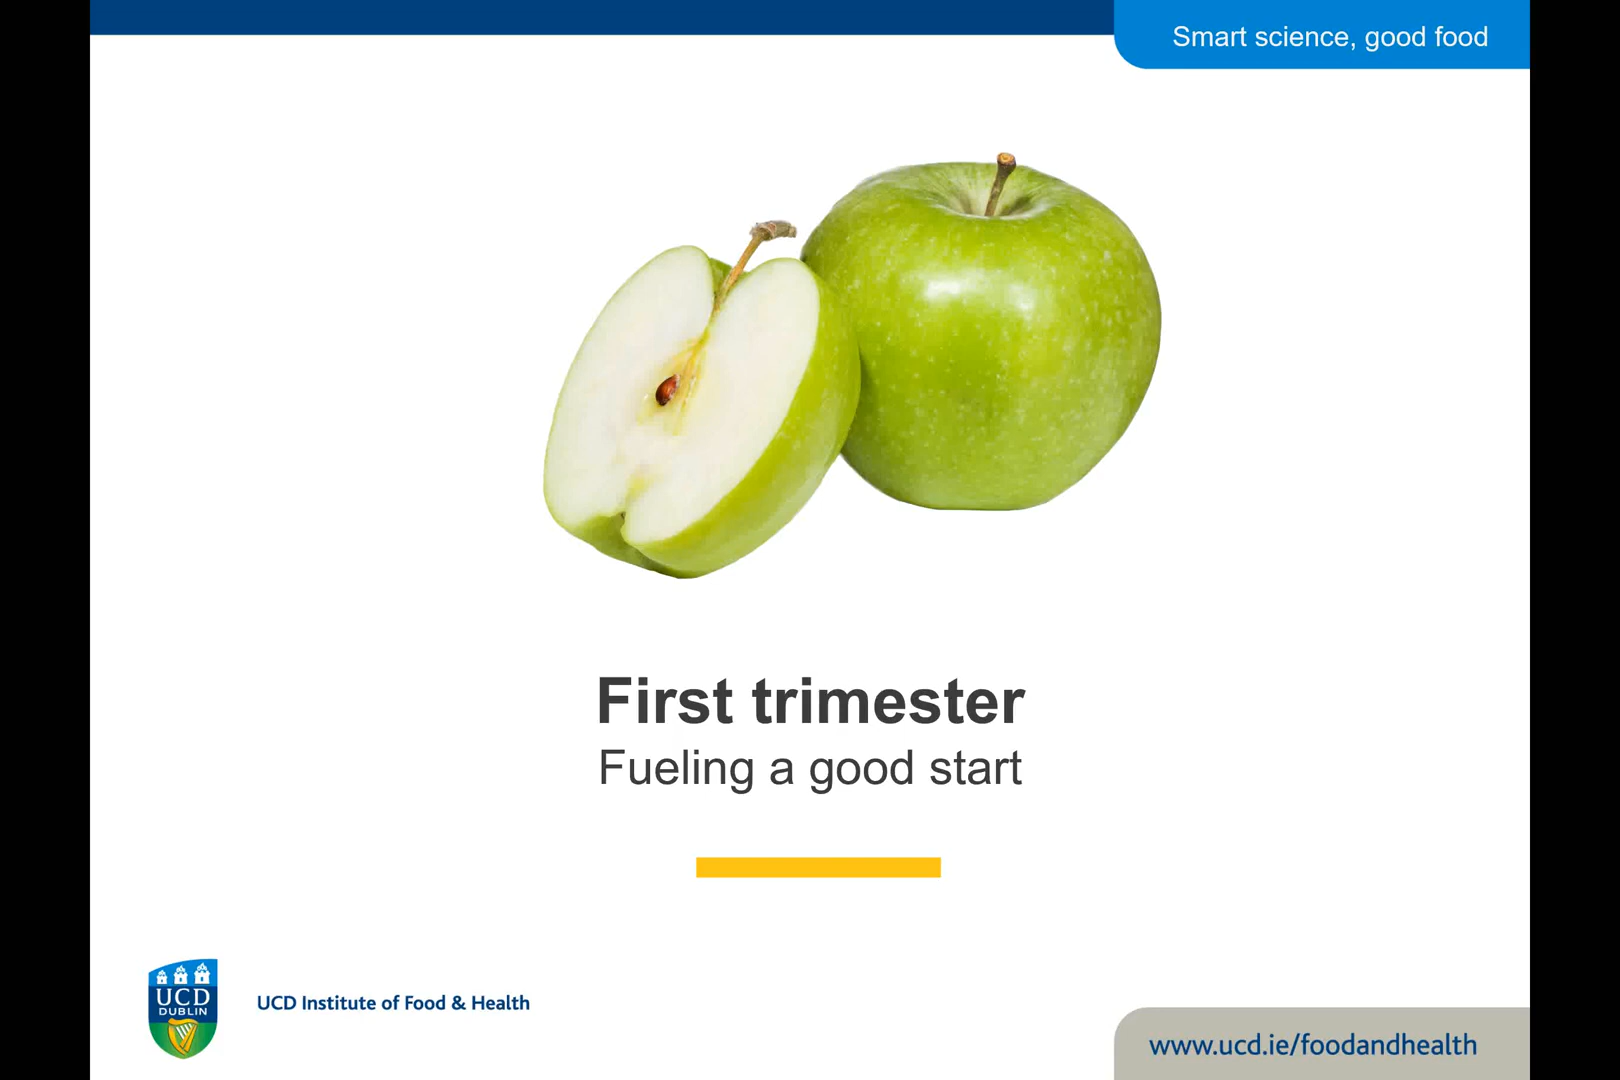 Smart science, good food
First trimester
Fueling a good start
UCD
DUBLIN
UCD Institute of Food & Health
www.ucd.ie/foodandhealth